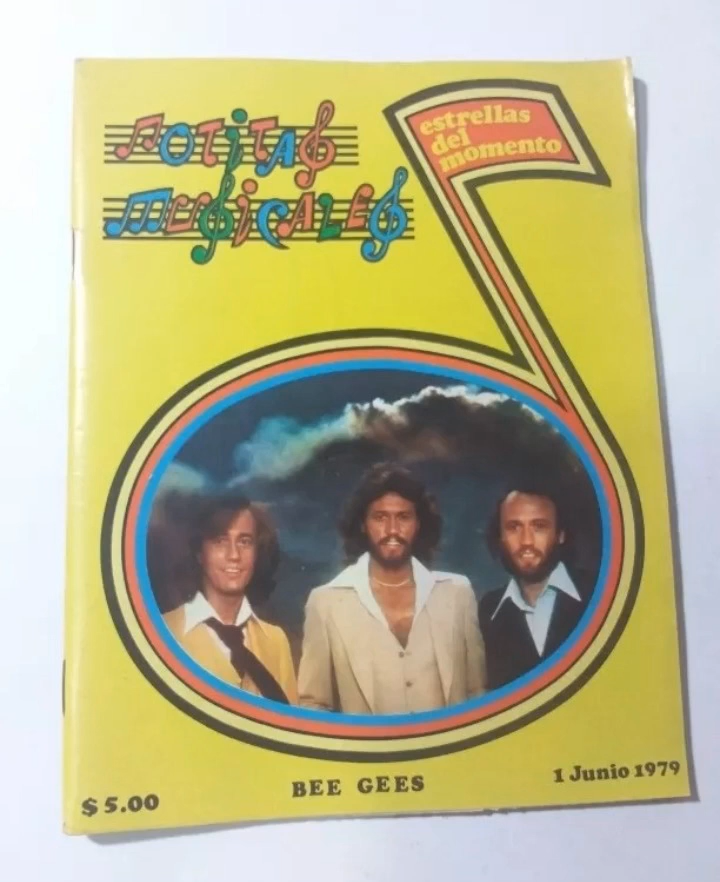 NOTITAS
MUSICALES
estrellas
del
momento
$ 5.00
BEE GEES
1 Junio 1979